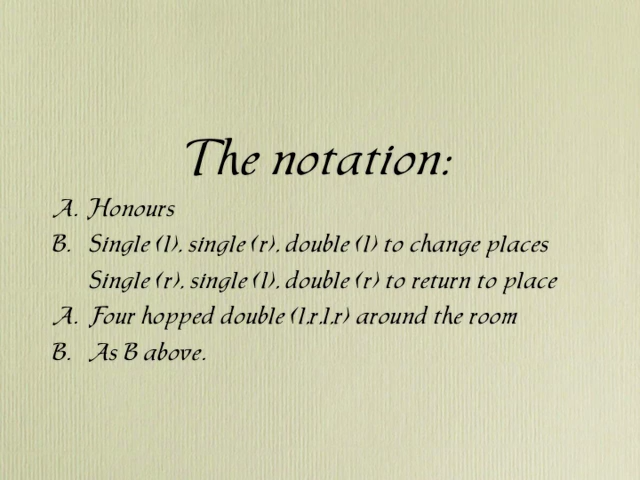 The notation:
A. Honours
B. Single (l), single (r), double (l) to change places
Single (r), single (l), double (r) to return to place
A. Four hopped double (l,r,l,r) around the room
B. As B above.